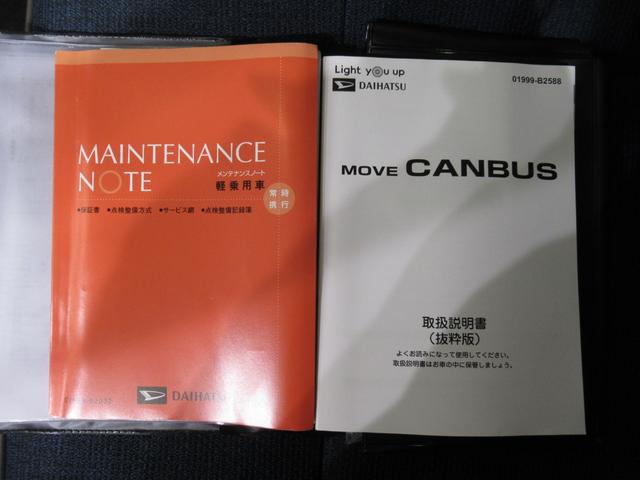 MAINTENANCE
NOTE
メンテナンスノート
軽乗用車
常時
携行
●保証書 ●点検整備方式 ●サービス網 ●点検整備記録簿
DAIHATSU
Light you up
DAIHATSU
01999-B2588
MOVE CANBUS
取扱説明書
（抜粋版）
よくお読みになって使用してください。
取扱説明書はお車の中に保管しましょう。